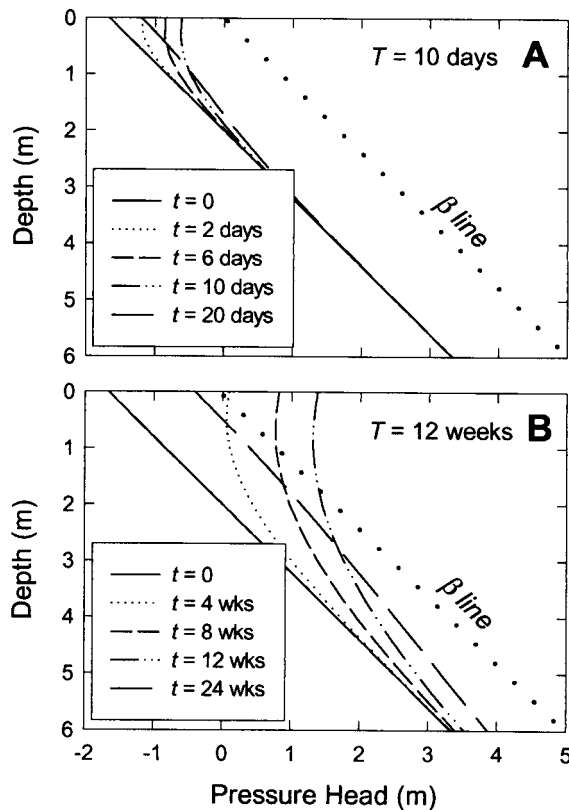 0
1
2
3
4
5
6
Depth (m)
T = 10 days A
β line
t = 0
t = 2 days
t = 6 days
t = 10 days
t = 20 days
0
1
2
3
4
5
6
Depth (m)
T = 12 weeks B
β line
t = 0
t = 4 wks
t = 8 wks
t = 12 wks
t = 24 wks
-2 -1 0 1 2 3 4 5
Pressure Head (m)